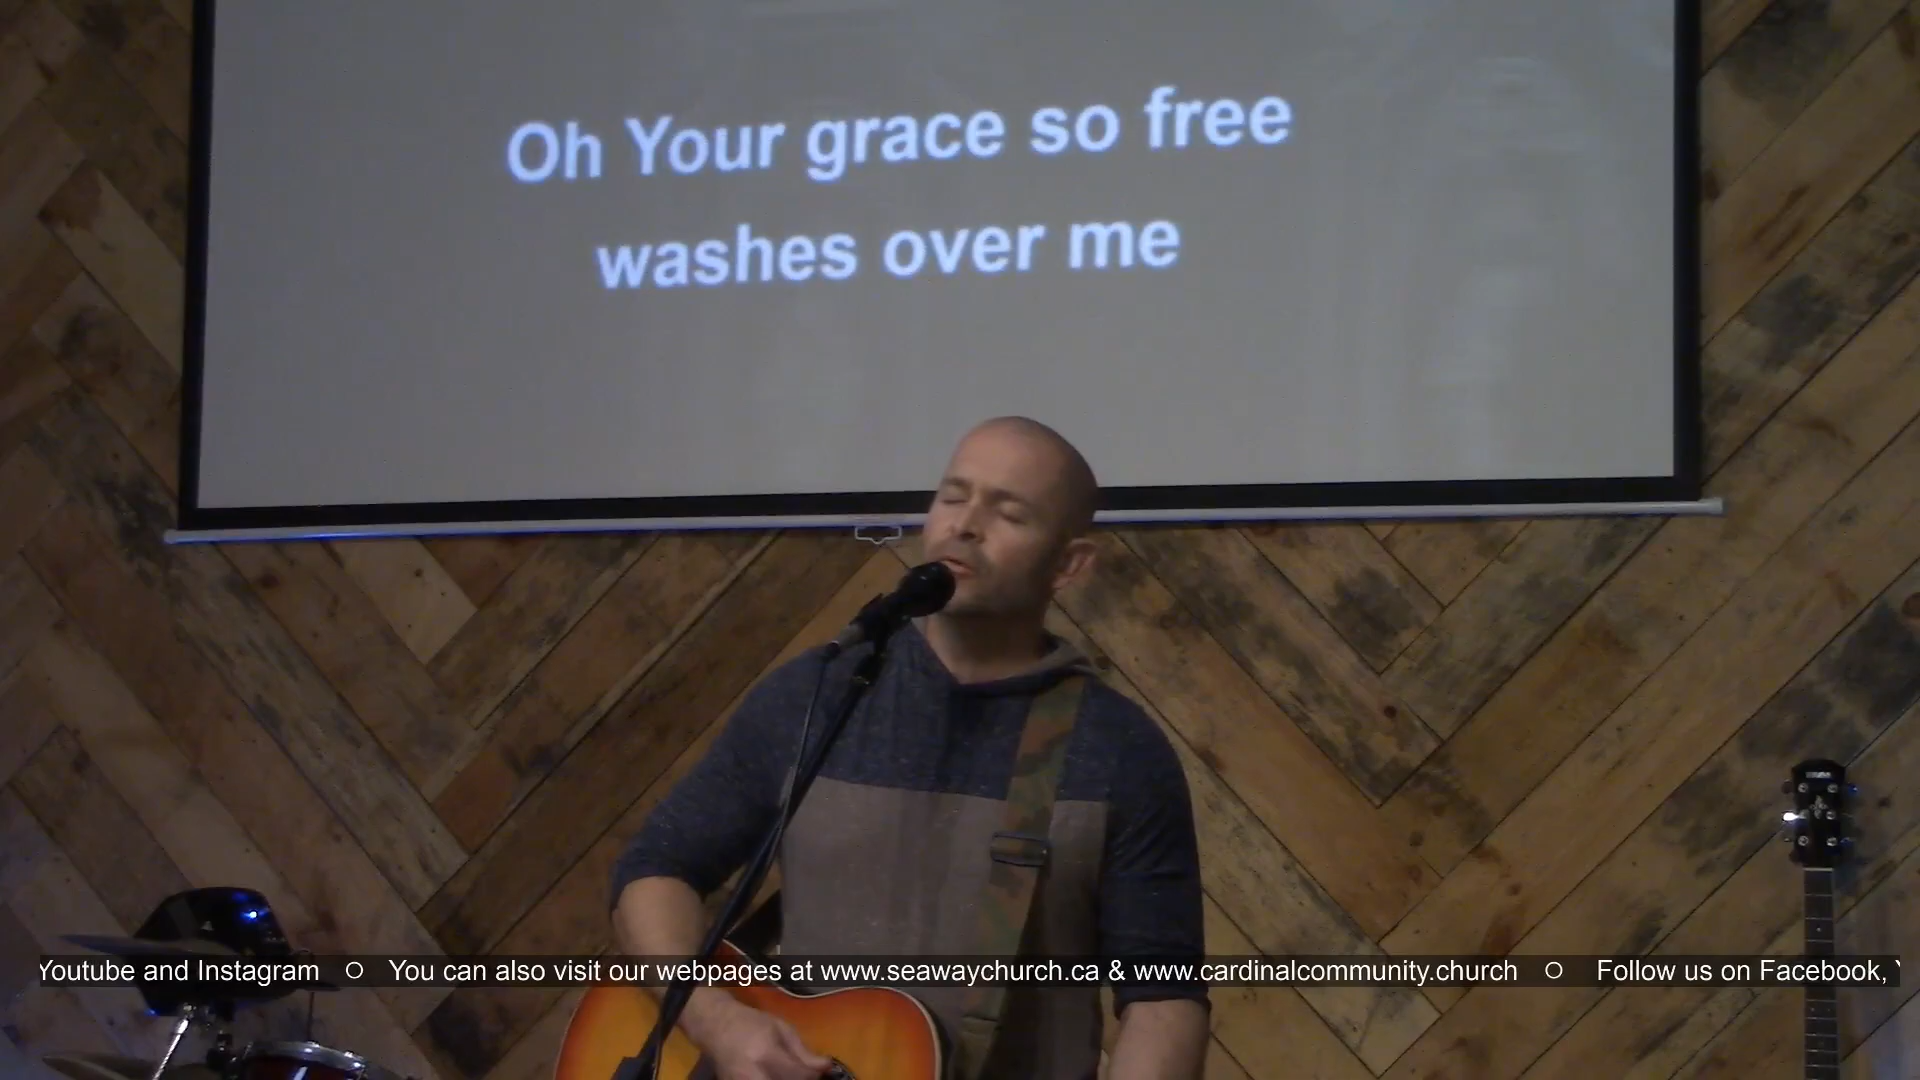 Oh Your grace so free
washes over me
Youtube and Instagram ○ You can also visit our webpages at www.seawaychurch.ca & www.cardinalcommunity.church ○ Follow us on Facebook,